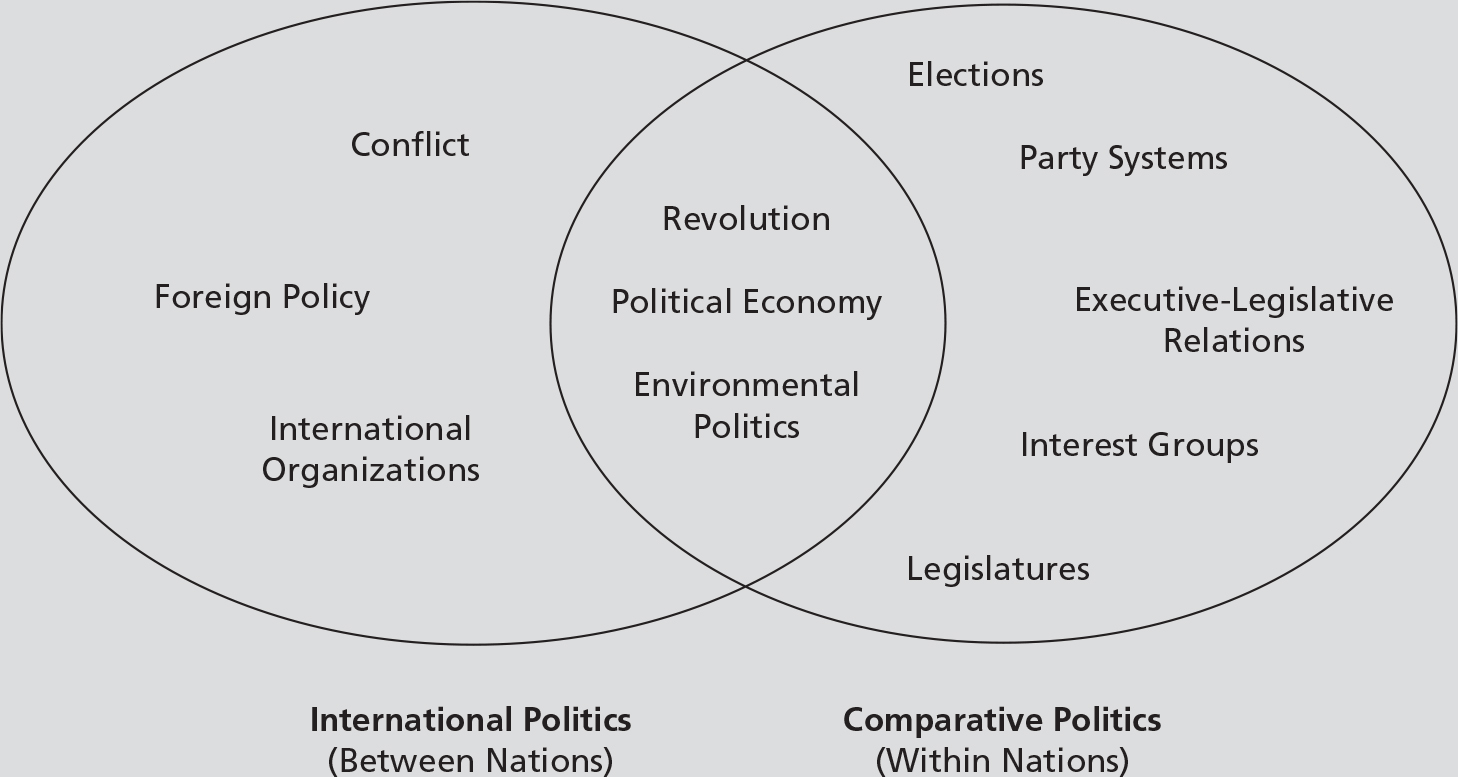 Conflict
Foreign Policy
International
Organizations
Revolution
Political Economy
Environmental
Politics
Elections
Party Systems
Executive-Legislative
Relations
Interest Groups
Legislatures
International Politics
(Between Nations)
Comparative Politics
(Within Nations)